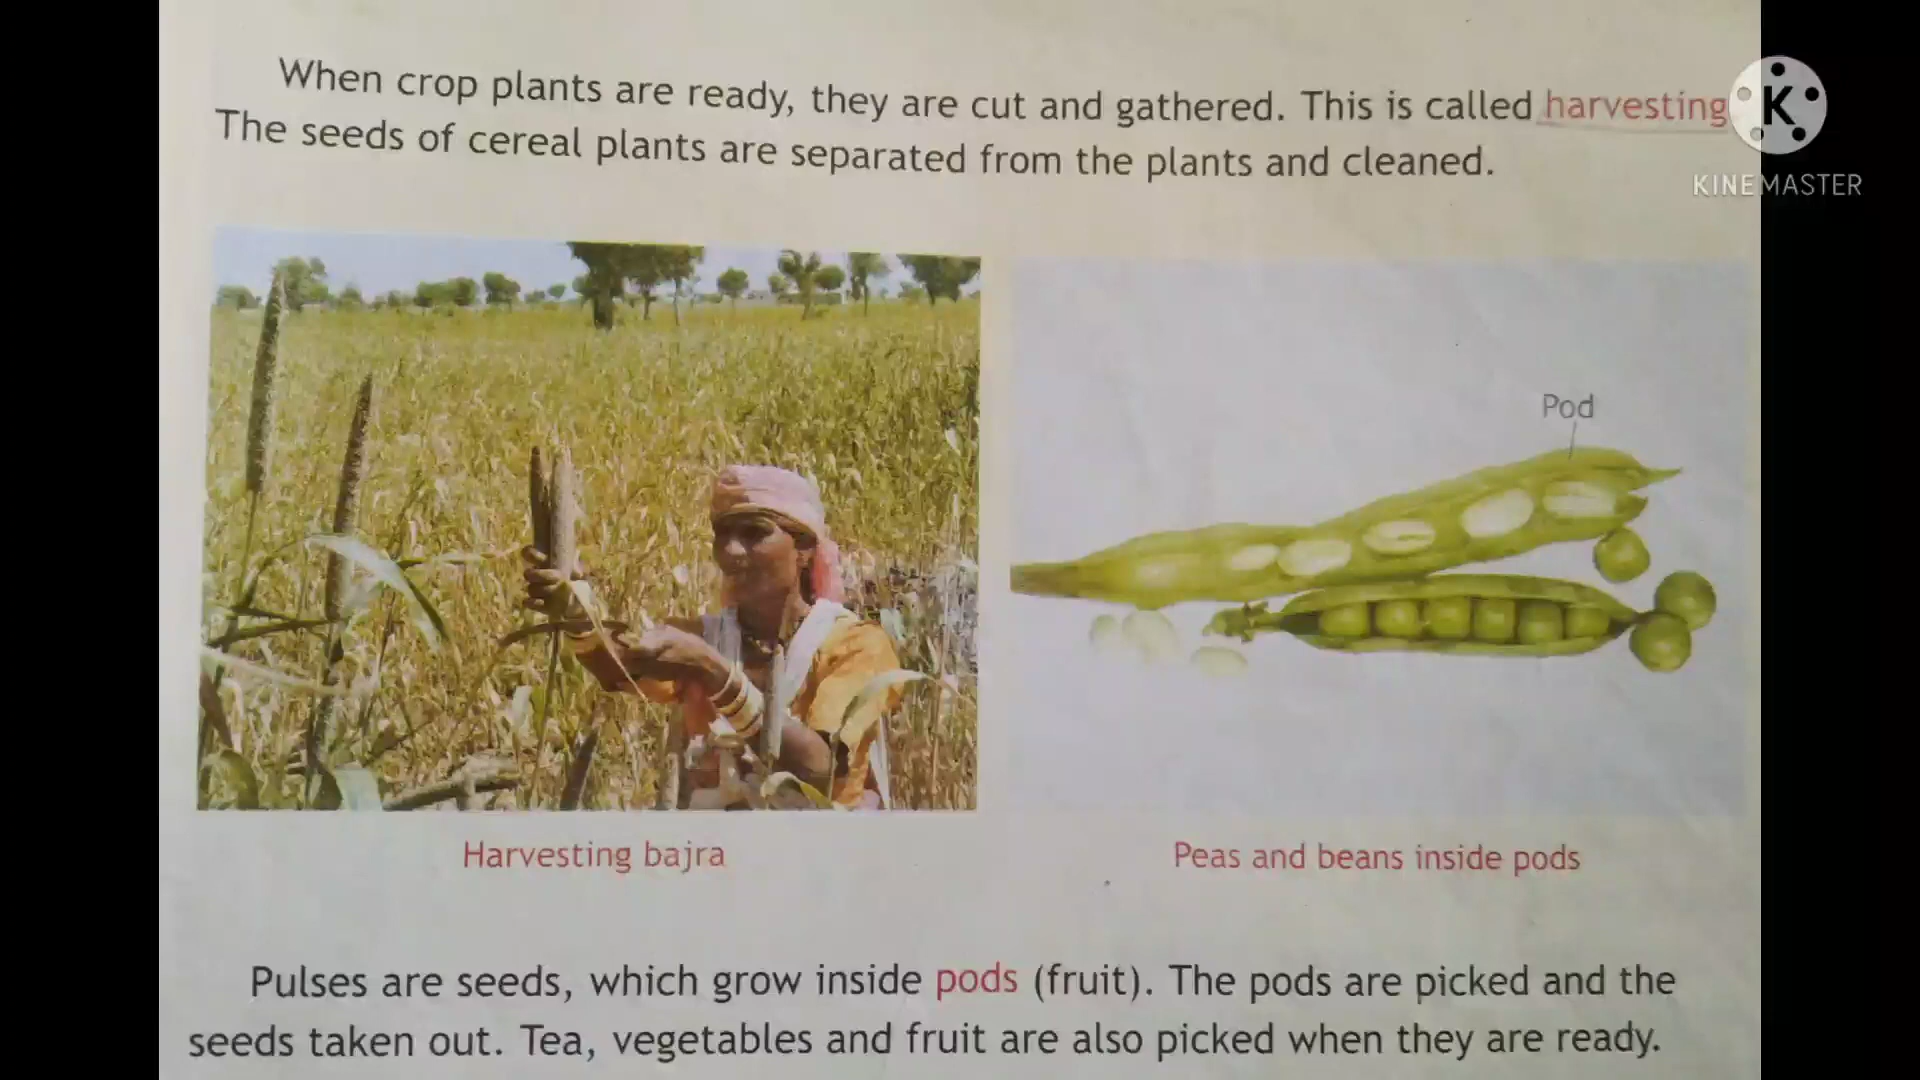 When crop plants are ready, they are cut and gathered. This is called harvesting
The seeds of cereal plants are separated from the plants and cleaned.
K
KINEMASTER
Pod
Harvesting bajra
Peas and beans inside pods
Pulses are seeds, which grow inside pods (fruit). The pods are picked and the
seeds taken out. Tea, vegetables and fruit are also picked when they are ready.